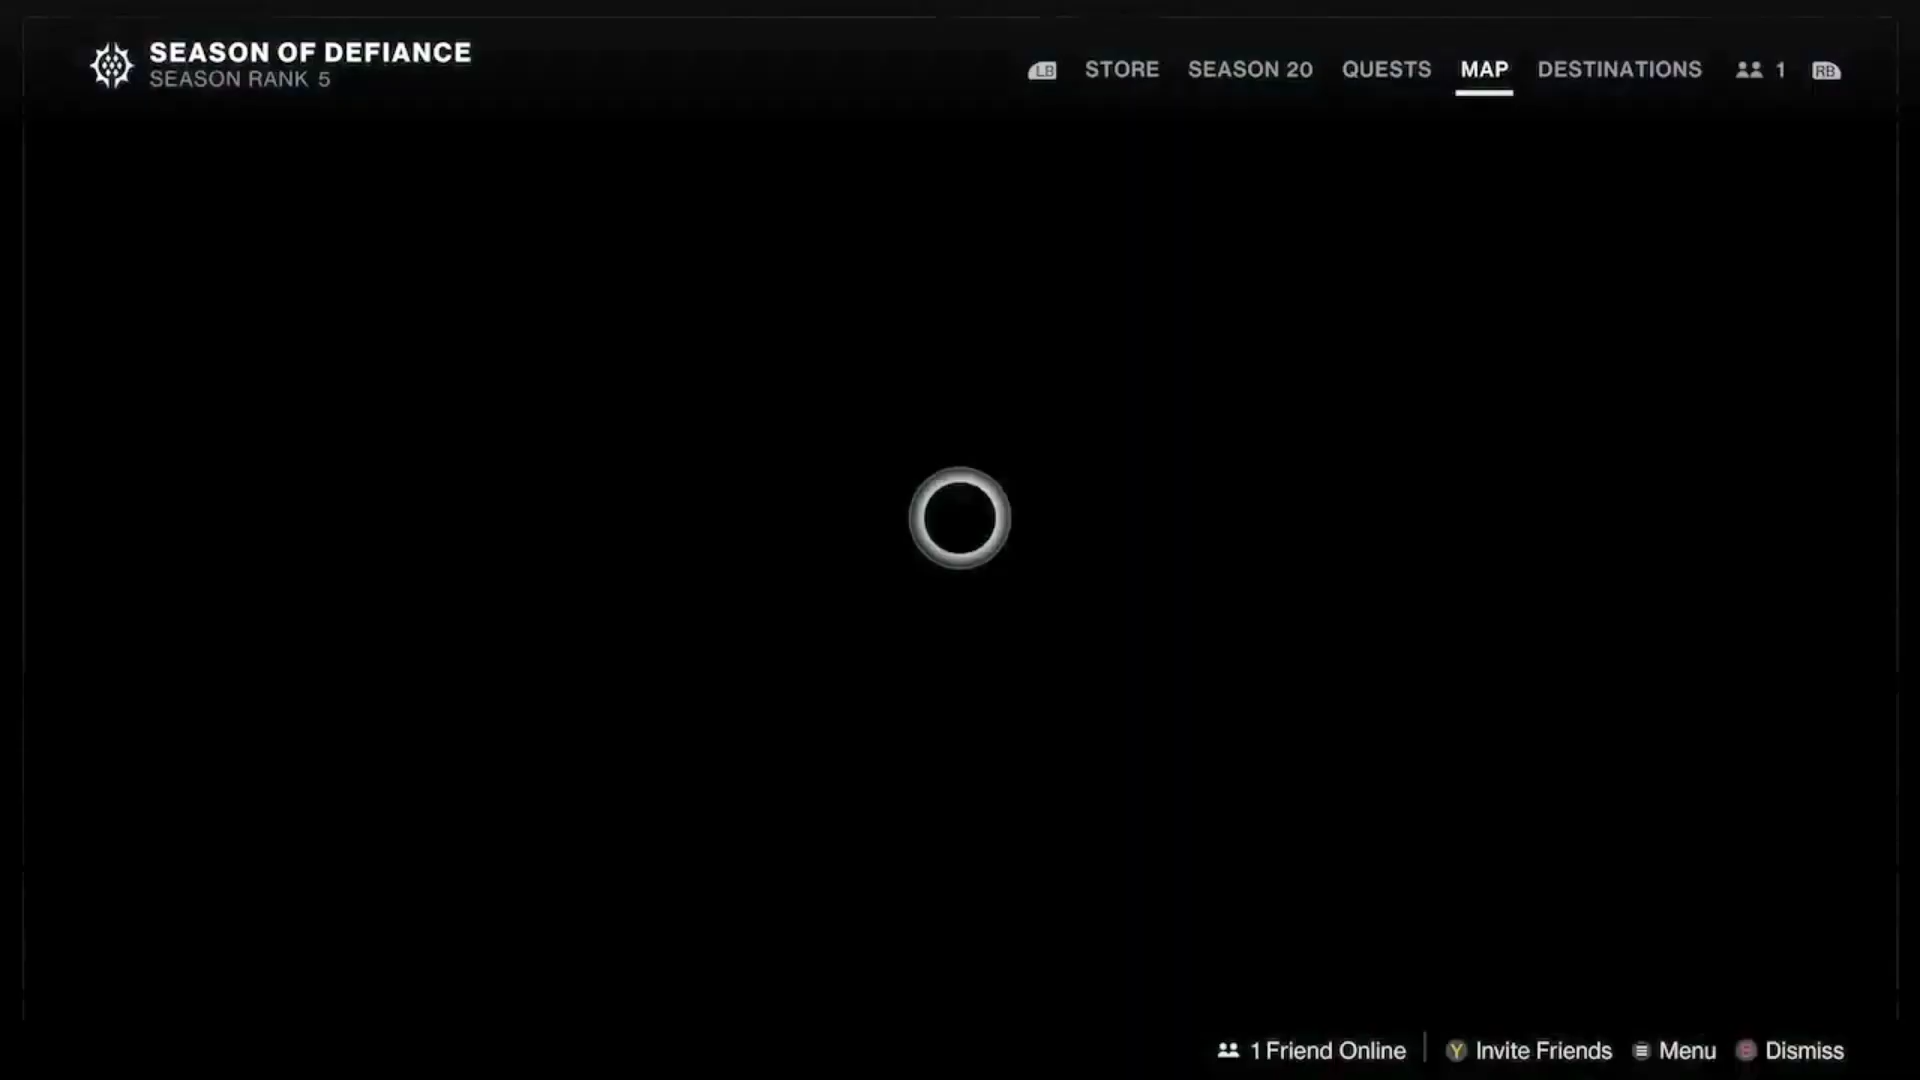 SEASON OF DEFIANCE
SEASON RANK 5
LB STORE SEASON 20 QUESTS MAP DESTINATIONS 1 RB
1 Friend Online Y Invite Friends Menu B Dismiss